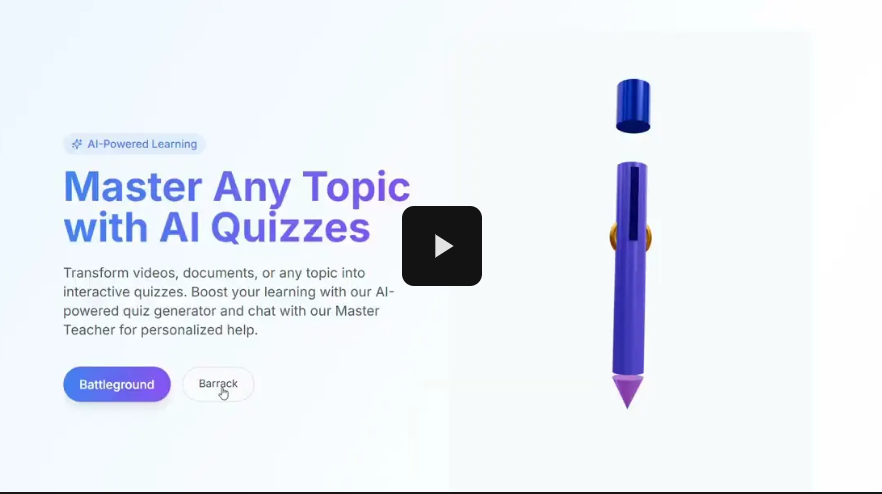 AI-Powered Learning
Master Any Topic
with AI Quizzes
Transform videos, documents, or any topic into
interactive quizzes. Boost your learning with our AI-
powered quiz generator and chat with our Master
Teacher for personalized help.
Battleground
Barrack